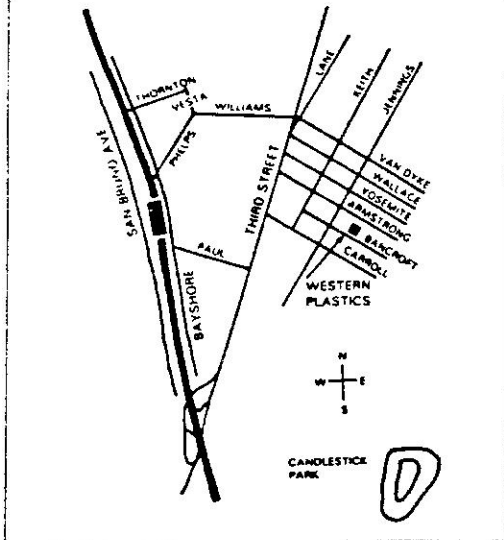 LANE
KEITH
JENNINGS
THORNTON
VESTA
WILLIAMS
PHELPS
SAN BRUNO AVE
THIRD STREET
VAN DYKE
WALLACE
YOSEMITE
ARMSTRONG
BANCROFT
CARROLL
PAUL
BAYSHORE
WESTERN
PLASTICS
N
W E
S
CANDLESTICK
PARK